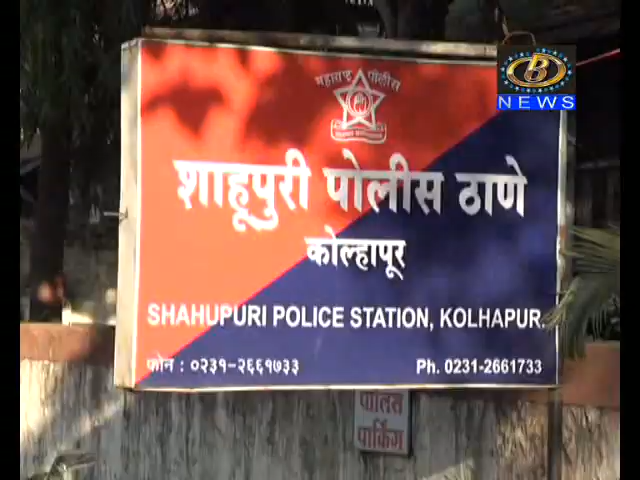 महाराष्ट्र पोलीस
B
NEWS
शाहूपुरी पोलीस ठाणे
कोल्हापूर
SHAHUPURI POLICE STATION, KOLHAPUR.
फोन : ०२३१-२६६१७३३
Ph. 0231-2661733
पोलिस
पार्किंग